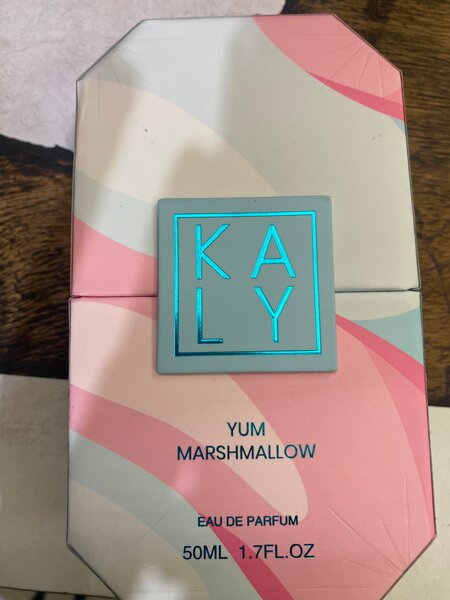 KA
LY
YUM
MARSHMALLOW
EAU DE PARFUM
50ML 1.7FL.OZ